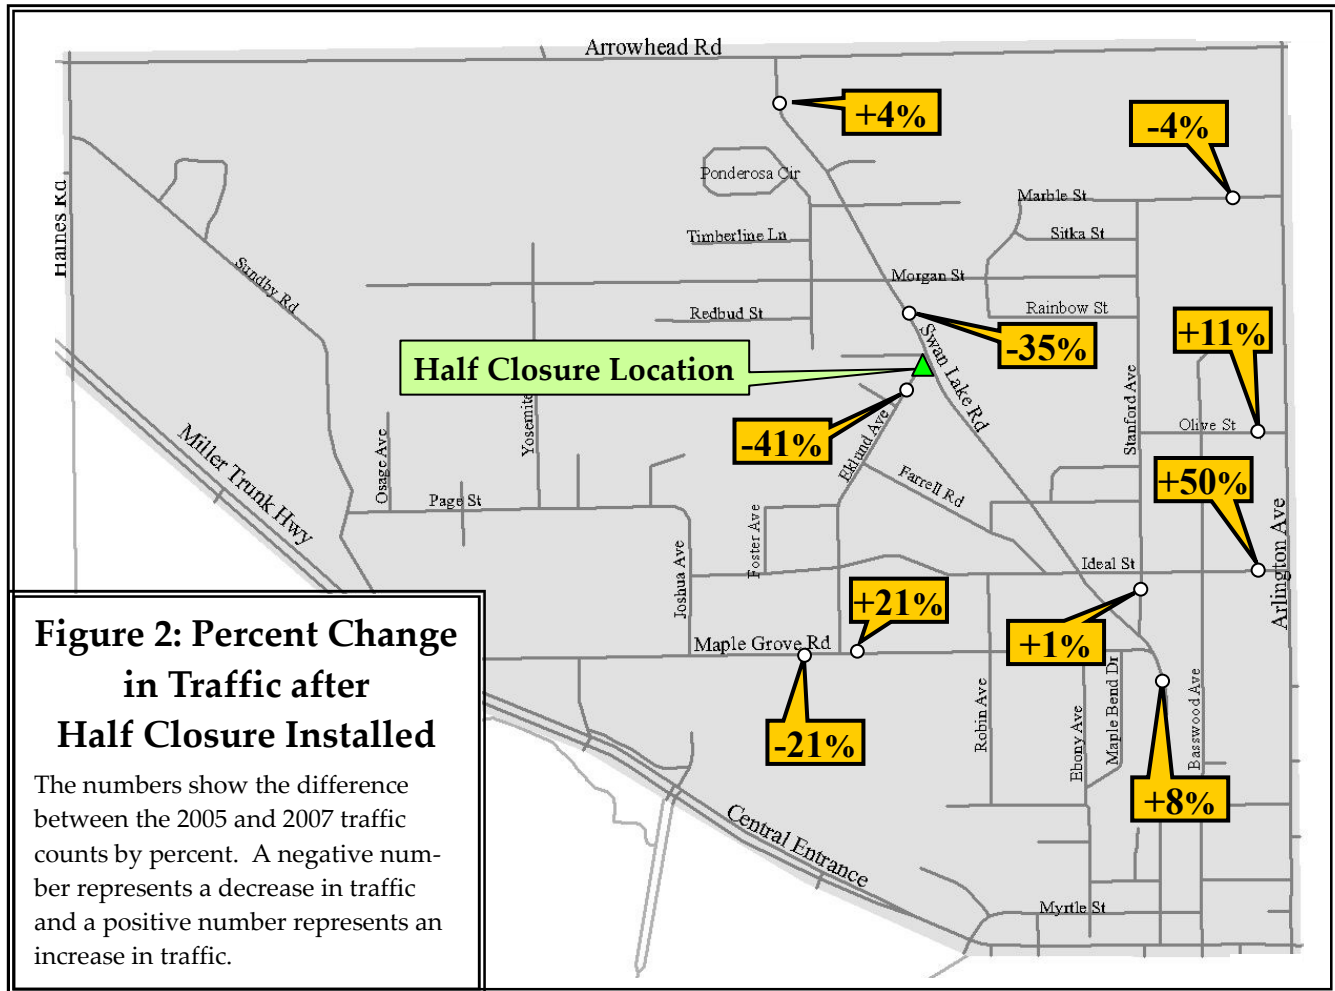 Arrowhead Rd
+4%
-4%
Ponderosa Cir
Marble St
Haines Rd
Timberline Ln
Sitka St
Sundby Rd
Morgan St
Redbud St
Rainbow St
+11%
-35%
Swan Lake Rd
Half Closure Location
Stanford Ave
Yosemite
Olive St
-41%
Eklund Ave
Miller Trunk Hwy
Osage Ave
Page St
Farrell Rd
+50%
Foster Ave
Joshua Ave
Ideal St
Arlington Ave
+21%
Maple Grove Rd
+1%
-21%
Robin Ave
Ebony Ave
Maple Bend Dr
Basswood Ave
+8%
Central Entrance
Myrtle St
Figure 2: Percent Change
in Traffic after
Half Closure Installed
The numbers show the difference
between the 2005 and 2007 traffic
counts by percent.  A negative num-
ber represents a decrease in traffic
and a positive number represents an
increase in traffic.